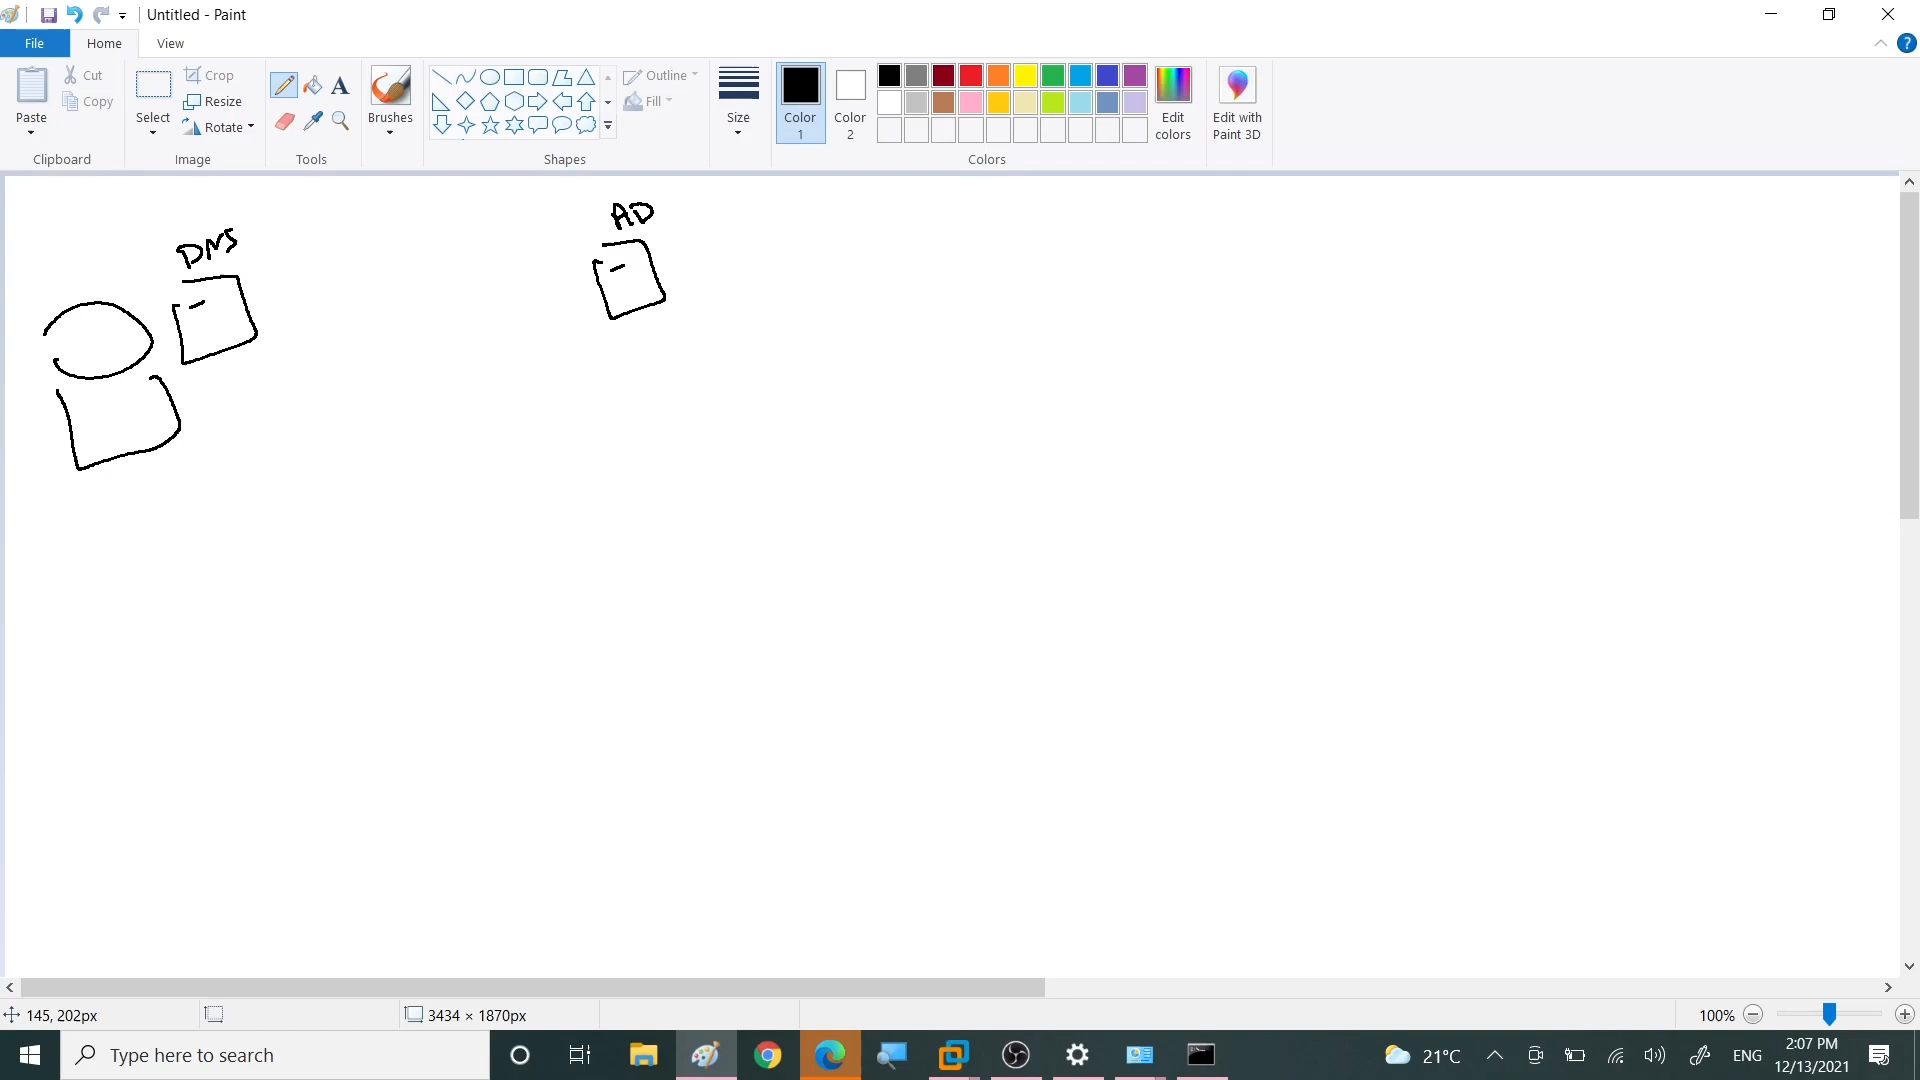 Untitled - Paint
File
Home
View
Paste
Cut
Copy
Clipboard
Select
Crop
Resize
Rotate
Image
A
Tools
Brushes
Shapes
Outline
Fill
Size
Color
1
Color
2
Colors
Edit
colors
Edit with
Paint 3D
?
AD
DNS
145, 202px
3434 × 1870px
100%
Type here to search
21°C
ENG
2:07 PM
12/13/2021